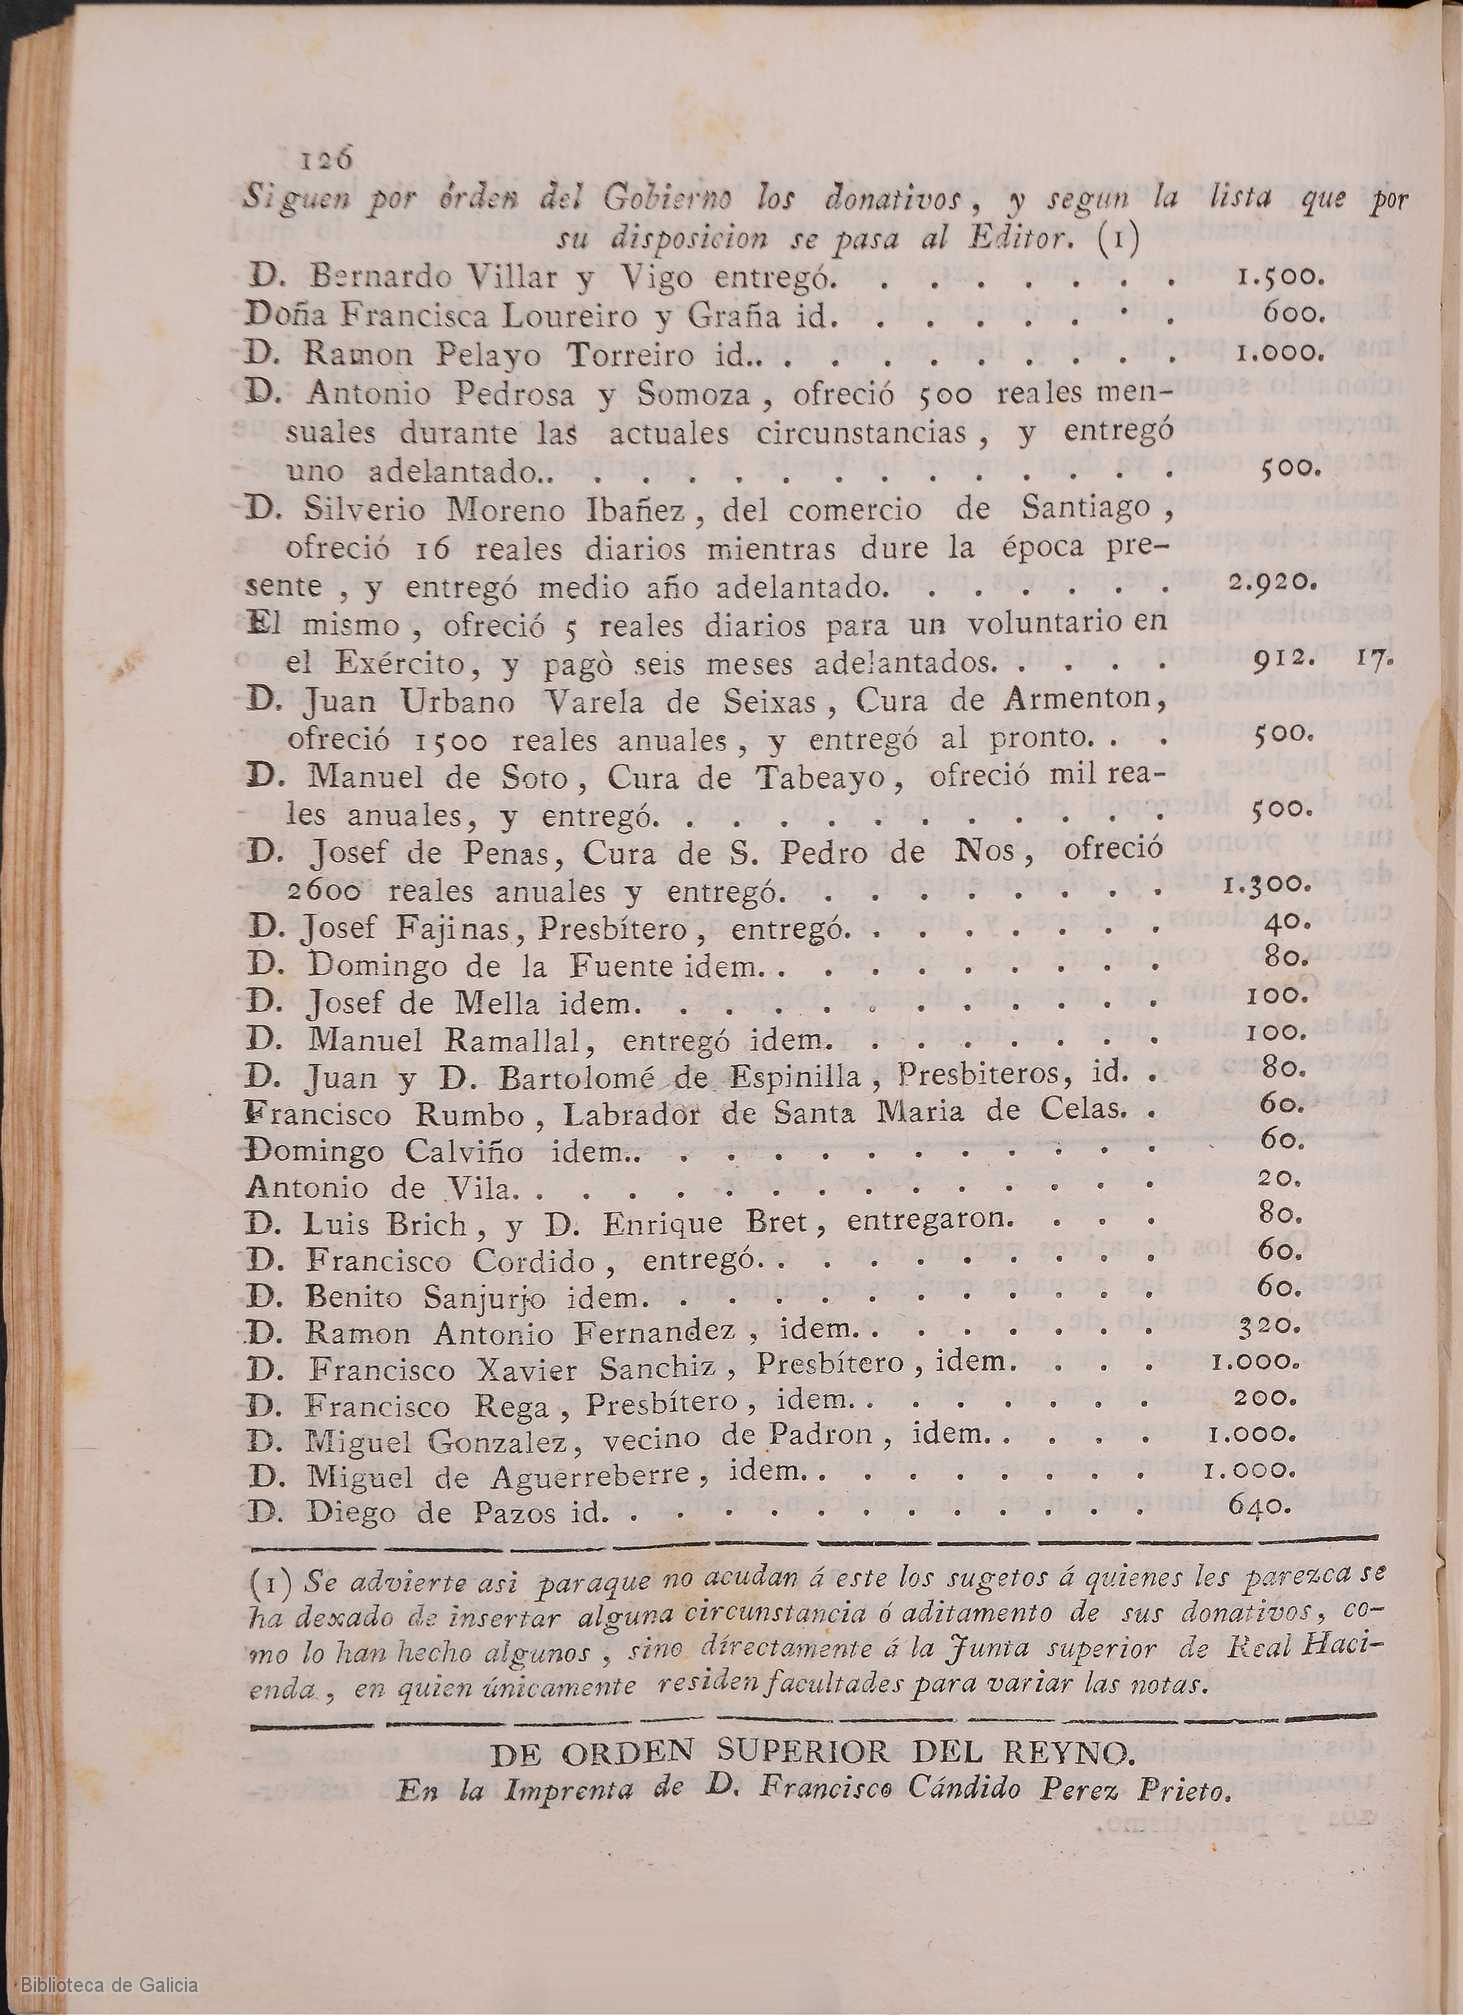 126
Siguen por órden del Gobierno los donativos, y segun la lista que por
su disposicion se pasa al Editor. (1)
D. Bernardo Villar y Vigo entregó. . . . . . . . 1.500.
Doña Francisca Loureiro y Graña id. . . . . . . . 600.
D. Ramon Pelayo Torreiro id.. . . . . . . . . . 1.000.
D. Antonio Pedrosa y Somoza, ofreció 500 reales men-
suales durante las actuales circunstancias, y entregó
uno adelantado.. . . . . . . . . . . . . . 500.
D. Silverio Moreno Ibañez, del comercio de Santiago,
ofreció 16 reales diarios mientras dure la época pre-
sente, y entregó medio año adelantado. . . . . . . 2.920.
El mismo, ofreció 5 reales diarios para un voluntario en
el Exército, y pagò seis meses adelantados. . . . . 912. 17.
D. Juan Urbano Varela de Seixas, Cura de Armenton,
ofreció 1500 reales anuales, y entregó al pronto. . . 500.
D. Manuel de Soto, Cura de Tabeayo, ofreció mil rea-
les anuales, y entregó. . . . . . . . . . . . 500.
D. Josef de Penas, Cura de S. Pedro de Nos, ofreció
2600 reales anuales y entregó. . . . . . . . . 1.300.
D. Josef Fajinas, Presbítero, entregó. . . . . . . . 40.
D. Domingo de la Fuente idem. . . . . . . . . . 80.
D. Josef de Mella idem. . . . . . . . . . . . 100.
D. Manuel Ramallal, entregó idem. . . . . . . . 100.
D. Juan y D. Bartolomé de Espinilla, Presbiteros, id. . 80.
Francisco Rumbo, Labrador de Santa Maria de Celas. . 60.
Domingo Calviño idem.. . . . . . . . . . . . 60.
Antonio de Vila. . . . . . . . . . . . . . . 20.
D. Luis Brich, y D. Enrique Bret, entregaron. . . . 80.
D. Francisco Cordido, entregó. . . . . . . . . . 60.
D. Benito Sanjurjo idem. . . . . . . . . . . . 60.
D. Ramon Antonio Fernandez, idem. . . . . . . . 320.
D. Francisco Xavier Sanchiz, Presbítero, idem. . . . 1.000.
D. Francisco Rega, Presbítero, idem. . . . . . . . 200.
D. Miguel Gonzalez, vecino de Padron, idem. . . . . 1.000.
D. Miguel de Aguerreberre, idem. . . . . . . . . 1.000.
D. Diego de Pazos id. . . . . . . . . . . . . 640.
(1) Se advierte asi paraque no acudan á este los sugetos á quienes les parezca se
ha dexado de insertar alguna circunstancia ó aditamento de sus donativos, co-
mo lo han hecho algunos, sino dírectamente á la Junta superior de Real Haci-
enda, en quien únicamente residen facultades para variar las notas.
DE ORDEN SUPERIOR DEL REYNO.
En la Imprenta de D. Francisco Cándido Perez Prieto.
Biblioteca de Galicia